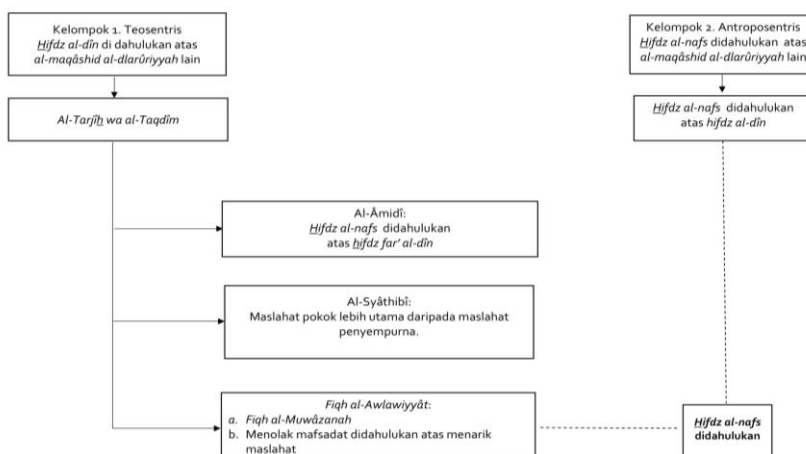 Kelompok 1. Teosentris
Hifdz al-dîn di dahulukan atas
al-maqâshid al-dlarûriyyah lain
Kelompok 2. Antroposentris
Hifdz al-nafs didahulukan atas
al-maqâshid al-dlarûriyyah lain
Al-Tarjîh wa al-Taqdîm
Hifdz al-nafs didahulukan
atas hifdz al-dîn
Al-Âmidî:
Hifdz al-nafs didahulukan
atas hifdz far' al-dîn
Al-Syâthibî:
Maslahat pokok lebih utama daripada maslahat
penyempurna.
Fiqh al-Awlawiyyât:
a. Fiqh al-Muwâzanah
b. Menolak mafsadat didahulukan atas menarik
maslahat
Hifdz al-nafs
didahulukan